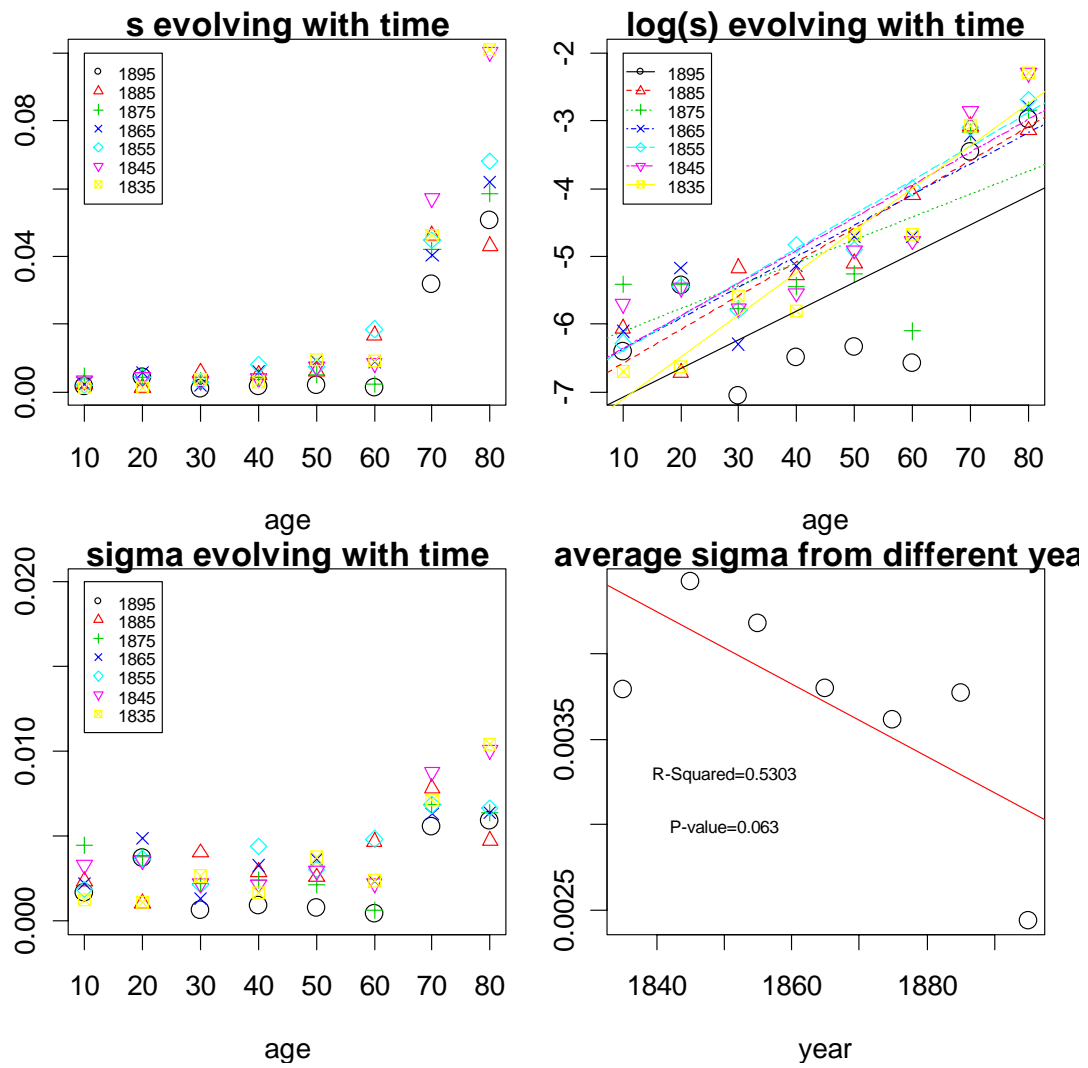 s evolving with time
0.00 0.04 0.08
1895
1885
1875
1865
1855
1845
1835
10 20 30 40 50 60 70 80
age
log(s) evolving with time
-7 -6 -5 -4 -3 -2
1895
1885
1875
1865
1855
1845
1835
10 20 30 40 50 60 70 80
age
sigma evolving with time
0.000 0.010 0.020
1895
1885
1875
1865
1855
1845
1835
10 20 30 40 50 60 70 80
age
average sigma from different yea
0.0025 0.0035
R-Squared=0.5303
P-value=0.063
1840 1860 1880
year